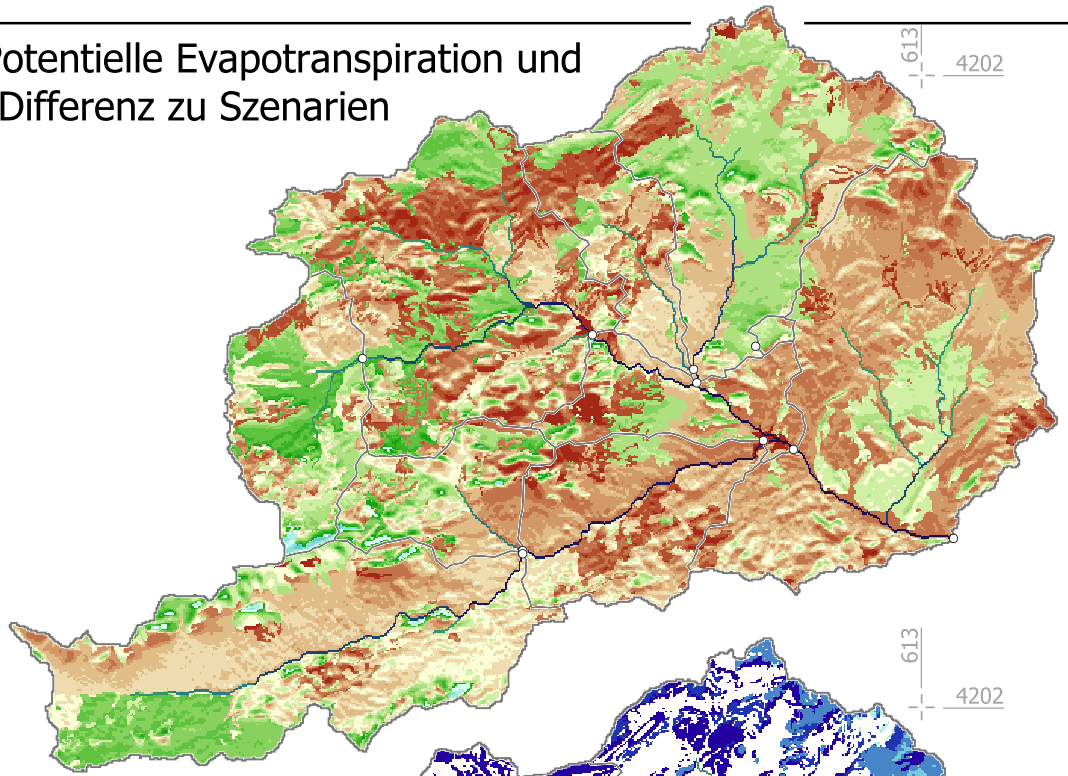 otentielle Evapotranspiration und
Differenz zu Szenarien
613
4202
613
4202